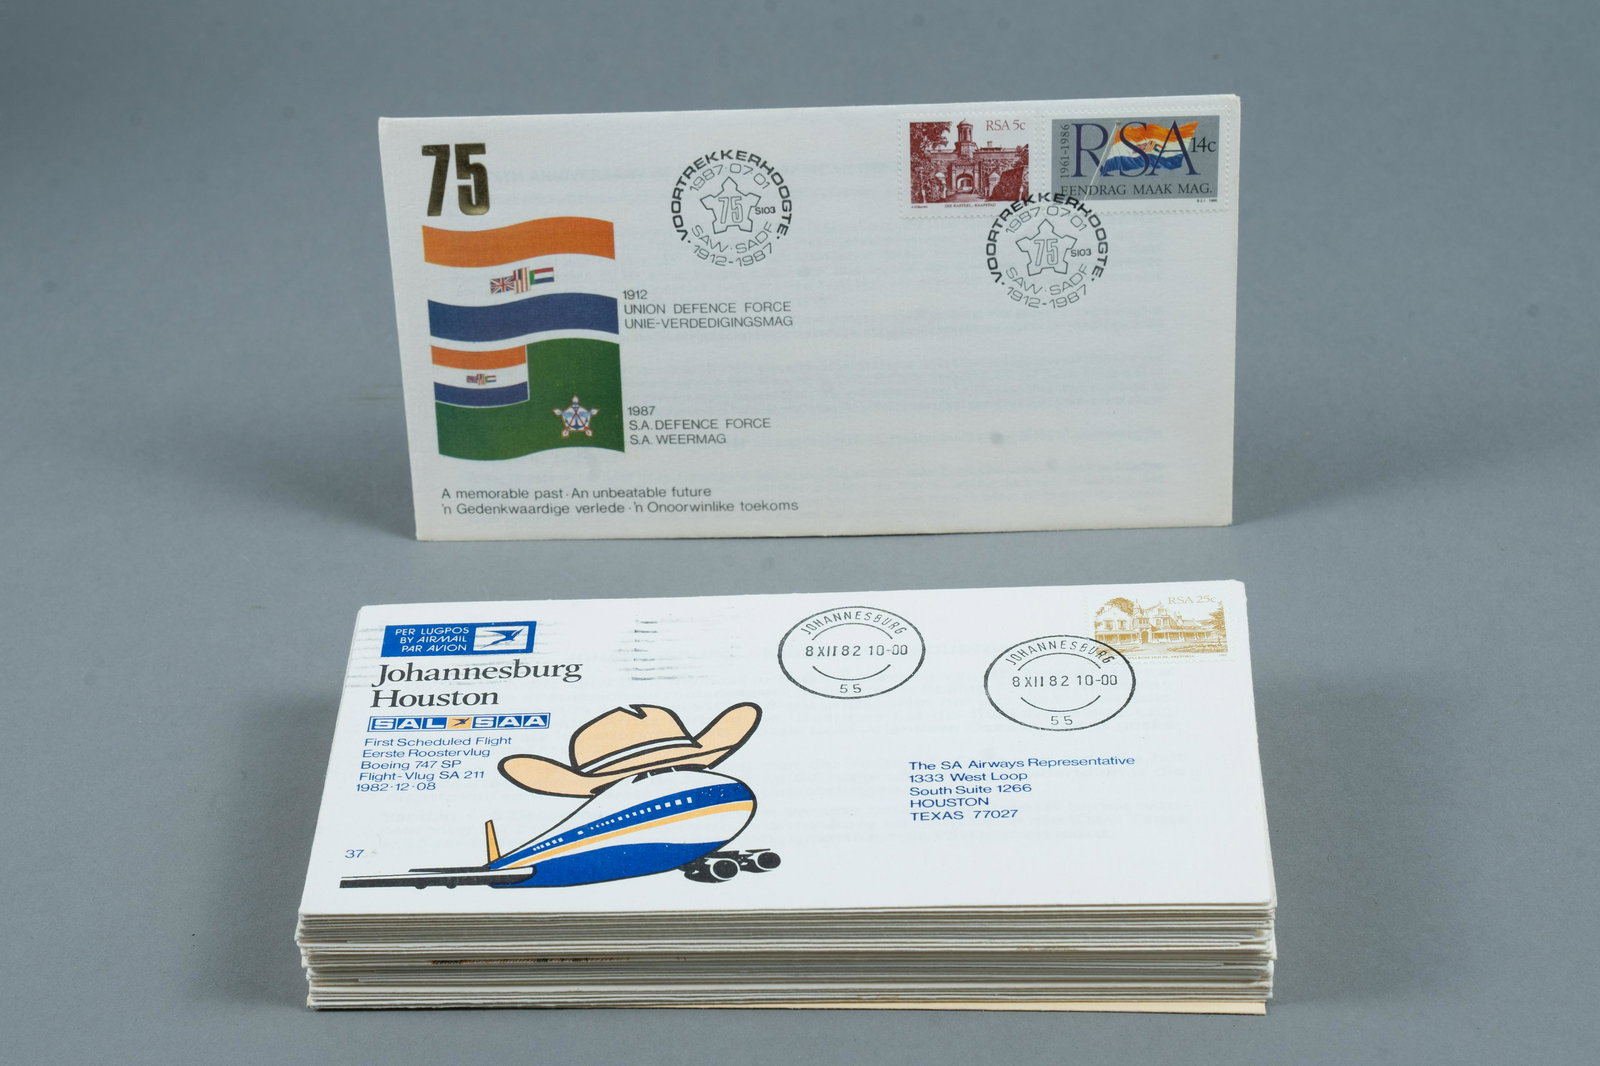 75
RSA 5c
DIE KASTEEL. KAAPSTAD
1961-1986
RSA
14c
EENDRAG MAAK MAG.
VOORTREKKERHOOGTE
1987·07·01
75
S103
SAW·SADF
1912-1987
VOORTREKKERHOOGTE
1987·07·01
75
S103
SAW·SADF
1912-1987
1912
UNION DEFENCE FORCE
UNIE-VERDEDIGINGSMAG
1987
S.A. DEFENCE FORCE
S.A. WEERMAG
A memorable past · An unbeatable future
'n Gedenkwaardige verlede · 'n Onoorwinlike toekoms
PER LUGPOS
BY AIRMAIL
PAR AVION
Johannesburg
Houston
SAL SAA
First Scheduled Flight
Eerste Roostervlug
Boeing 747 SP
Flight-Vlug SA 211
1982·12·08
37
JOHANNESBURG
8 XII 82 10-00
55
JOHANNESBURG
8 XII 82 10-00
55
RSA 25c
The SA Airways Representative
1333 West Loop
South Suite 1266
HOUSTON
TEXAS 77027